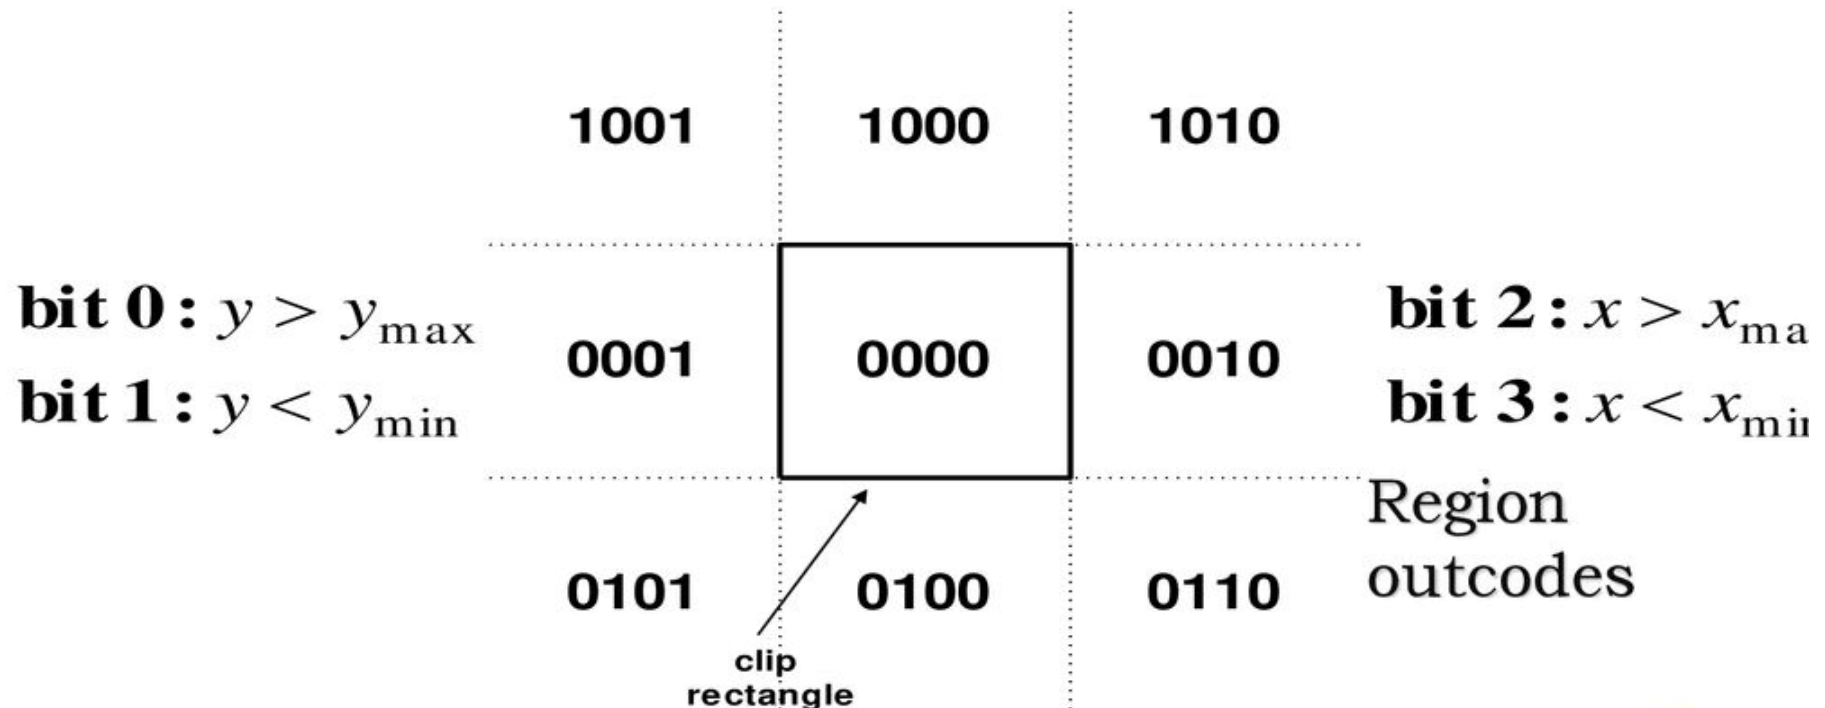 1001 1000 1010
bit 0 : y > ymax
0001 0000 0010
bit 2 : x > xma
bit 1 : y < ymin
bit 3 : x < xmin
Region
outcodes
0101 0100 0110
clip
rectangle